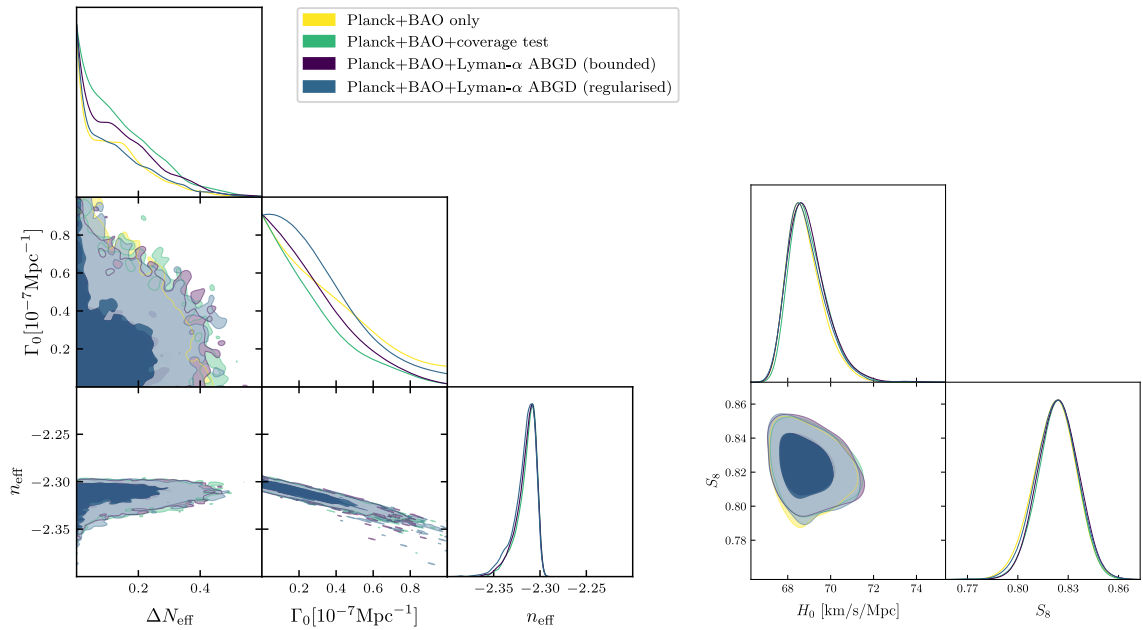 Planck+BAO only
Planck+BAO+coverage test
Planck+BAO+Lyman-α ABGD (bounded)
Planck+BAO+Lyman-α ABGD (regularised)
0.8
0.6
0.4
0.2
Γ₀[10⁻⁷Mpc⁻¹]
−2.25
−2.30
−2.35
n_eff
0.2 0.4
ΔN_eff
0.2 0.4 0.6 0.8
Γ₀[10⁻⁷Mpc⁻¹]
−2.35 −2.30 −2.25
n_eff
0.86
0.84
0.82
0.80
0.78
S₈
68 70 72 74
H₀ [km/s/Mpc]
0.77 0.80 0.83 0.86
S₈